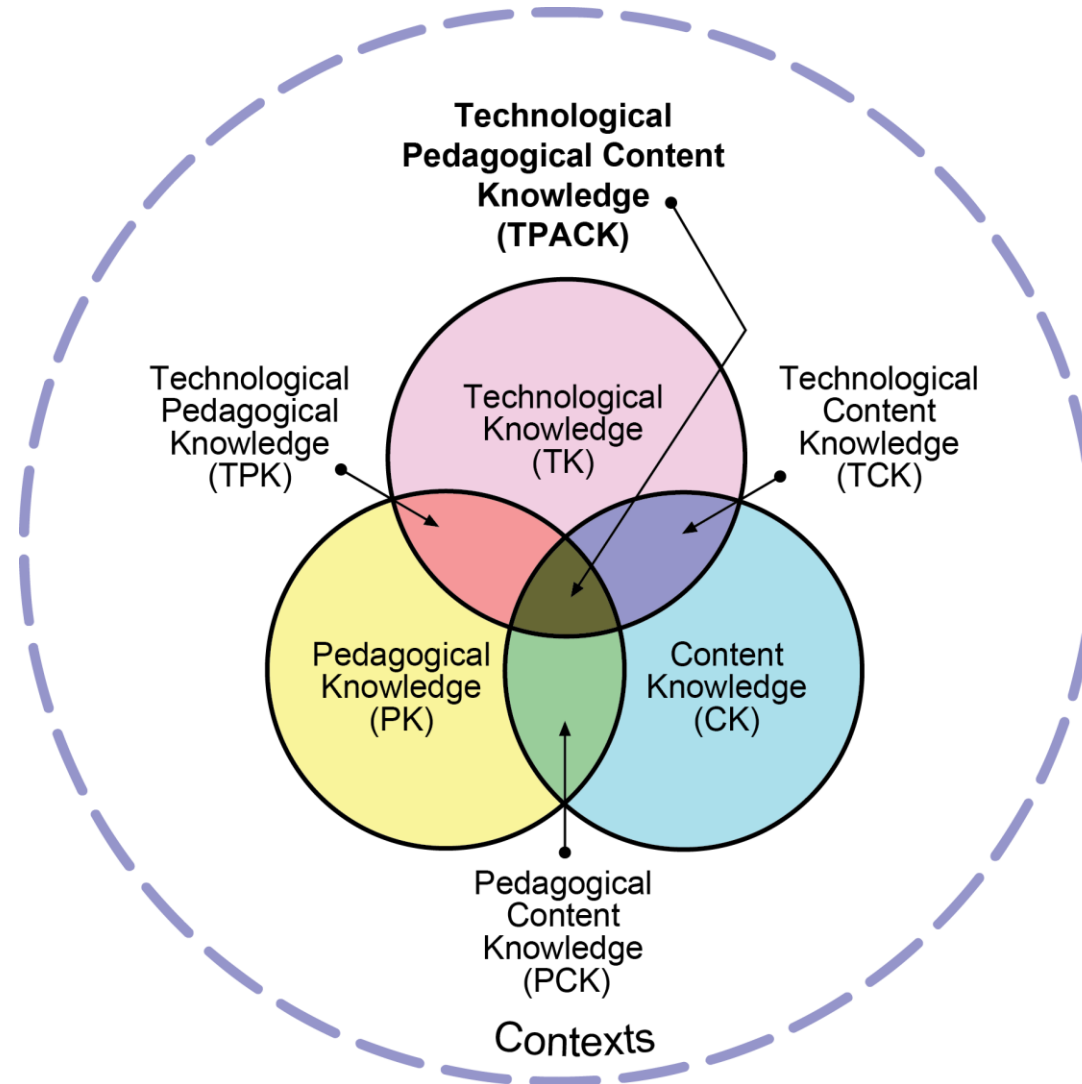 Technological
Pedagogical Content
Knowledge
(TPACK)
Technological
Pedagogical
Knowledge
(TPK)
Technological
Knowledge
(TK)
Technological
Content
Knowledge
(TCK)
Pedagogical
Knowledge
(PK)
Content
Knowledge
(CK)
Pedagogical
Content
Knowledge
(PCK)
Contexts